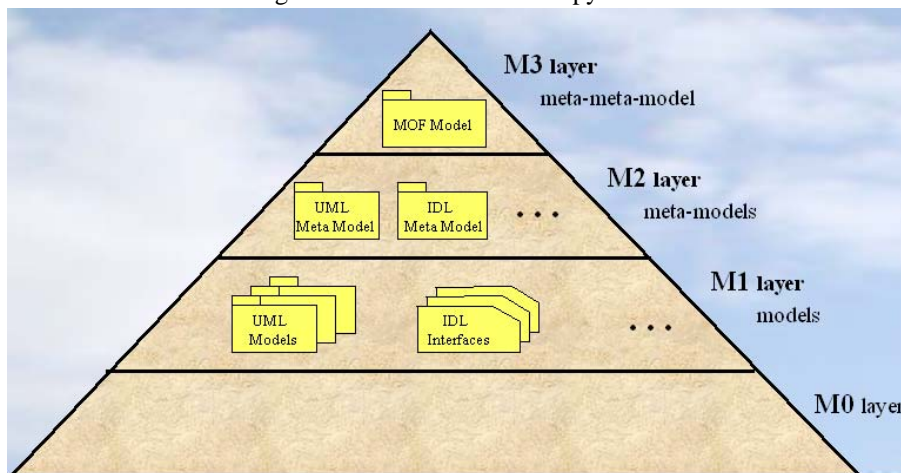 M3 layer
meta-meta-model
MOF Model
M2 layer
meta-models
UML
Meta Model
IDL
Meta Model
...
M1 layer
models
UML
Models
IDL
Interfaces
...
M0 layer